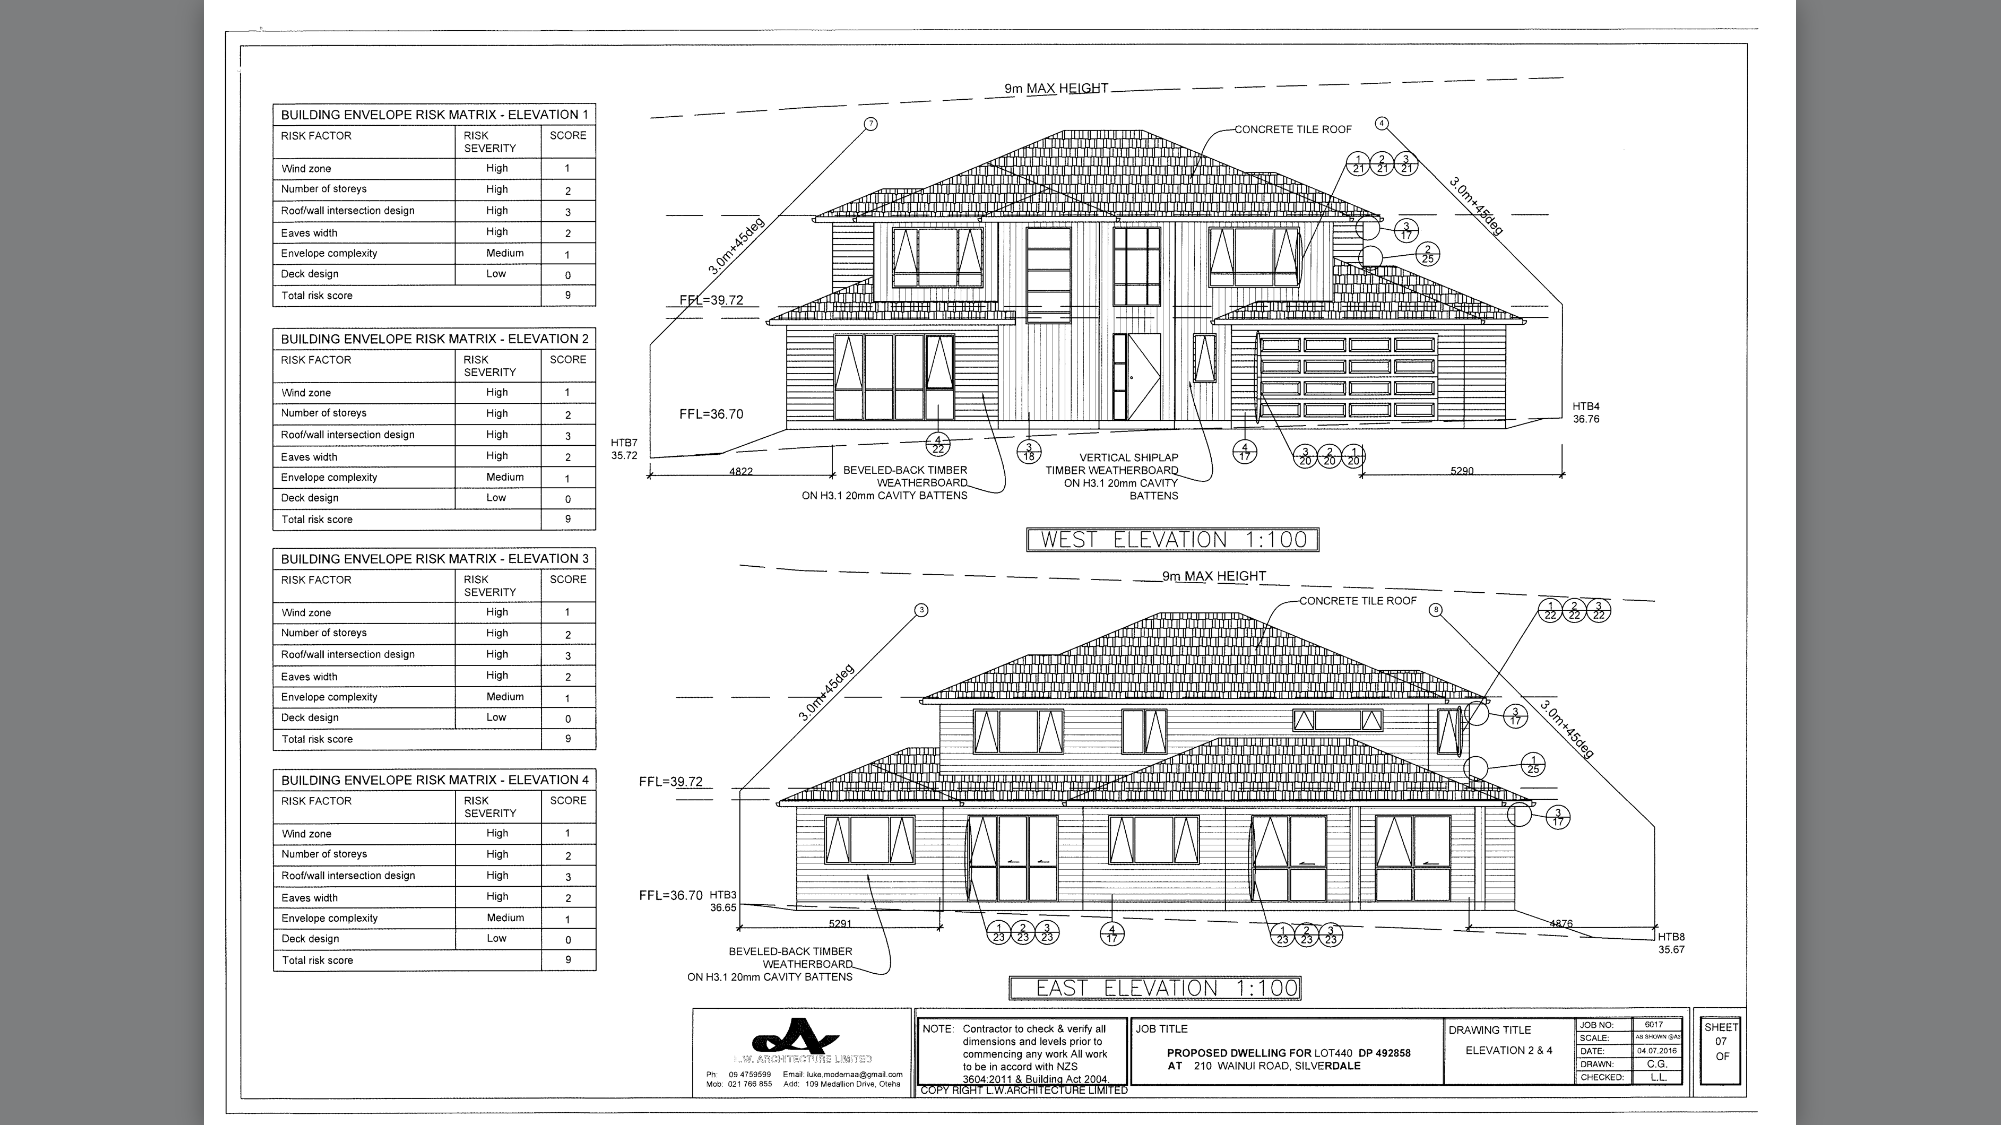 BUILDING ENVELOPE RISK MATRIX - ELEVATION 1
RISK FACTOR RISK SEVERITY SCORE
Wind zone High 1
Number of storeys High 2
Roof/wall intersection design High 3
Eaves width High 2
Envelope complexity Medium 1
Deck design Low 0
Total risk score 9
BUILDING ENVELOPE RISK MATRIX - ELEVATION 2
RISK FACTOR RISK SEVERITY SCORE
Wind zone High 1
Number of storeys High 2
Roof/wall intersection design High 3
Eaves width High 2
Envelope complexity Medium 1
Deck design Low 0
Total risk score 9
BUILDING ENVELOPE RISK MATRIX - ELEVATION 3
RISK FACTOR RISK SEVERITY SCORE
Wind zone High 1
Number of storeys High 2
Roof/wall intersection design High 3
Eaves width High 2
Envelope complexity Medium 1
Deck design Low 0
Total risk score 9
BUILDING ENVELOPE RISK MATRIX - ELEVATION 4
RISK FACTOR RISK SEVERITY SCORE
Wind zone High 1
Number of storeys High 2
Roof/wall intersection design High 3
Eaves width High 2
Envelope complexity Medium 1
Deck design Low 0
Total risk score 9
9m MAX HEIGHT
7
CONCRETE TILE ROOF
4
1 2 3
21 21 21
3.0m+45deg
3.0m+45deg
3
17
2
25
FFL=39.72
FFL=36.70
HTB7
35.72
HTB4
36.76
4
22
3
18
4
17
3 2 1
20 20 20
4822
5290
BEVELED-BACK TIMBER
WEATHERBOARD
ON H3.1 20mm CAVITY BATTENS
VERTICAL SHIPLAP
TIMBER WEATHERBOARD
ON H3.1 20mm CAVITY
BATTENS
WEST ELEVATION 1:100
9m MAX HEIGHT
3
CONCRETE TILE ROOF
8
1 2 3
22 22 22
3.0m+45deg
3.0m+45deg
3
17
1
25
3
17
FFL=39.72
FFL=36.70
HTB3
36.65
5291
4876
HTB8
35.67
1 2 3
23 23 23
4
17
1 2 3
23 23 23
BEVELED-BACK TIMBER
WEATHERBOARD
ON H3.1 20mm CAVITY BATTENS
EAST ELEVATION 1:100
L.W. ARCHITECTURE LIMITED
Ph: 09 4759599 Email: luke.modernaa@gmail.com
Mob: 021 766 855 Add: 109 Medallion Drive, Oteha
NOTE: Contractor to check & verify all
dimensions and levels prior to
commencing any work All work
to be in accord with NZS
3604:2011 & Building Act 2004.
COPY RIGHT L.W.ARCHITECTURE LIMITED
JOB TITLE
PROPOSED DWELLING FOR LOT440 DP 492858
AT 210 WAINUI ROAD, SILVERDALE
DRAWING TITLE
ELEVATION 2 & 4
JOB NO: 6017
SCALE: AS SHOWN @A3
DATE: 04.07.2016
DRAWN: C.G.
CHECKED: L.L.
SHEET
07
OF